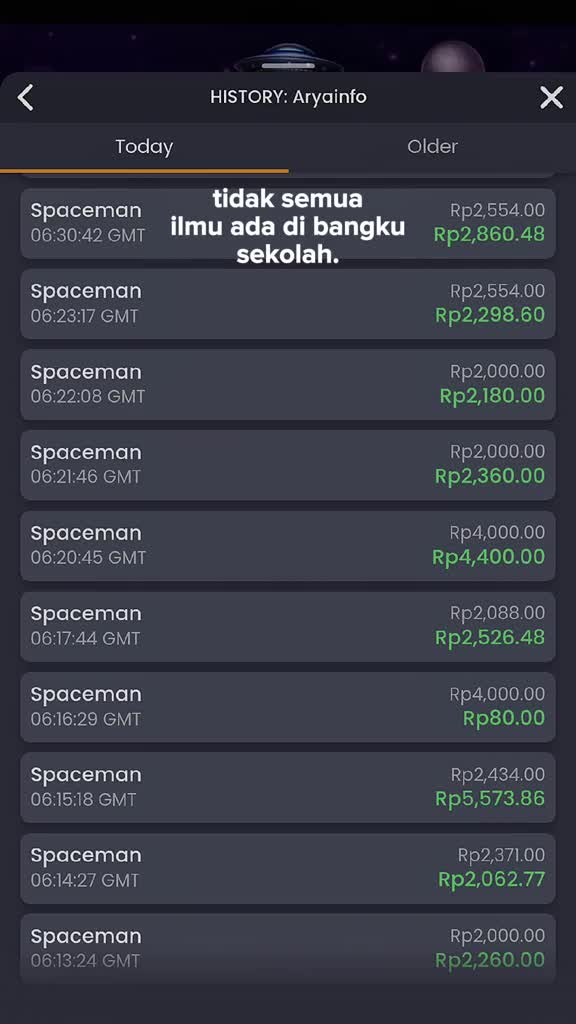 HISTORY: Aryainfo
Today Older
tidak semua
ilmu ada di bangku
sekolah.
Spaceman Rp2,554.00
06:30:42 GMT Rp2,860.48
Spaceman Rp2,554.00
06:23:17 GMT Rp2,298.60
Spaceman Rp2,000.00
06:22:08 GMT Rp2,180.00
Spaceman Rp2,000.00
06:21:46 GMT Rp2,360.00
Spaceman Rp4,000.00
06:20:45 GMT Rp4,400.00
Spaceman Rp2,088.00
06:17:44 GMT Rp2,526.48
Spaceman Rp4,000.00
06:16:29 GMT Rp80.00
Spaceman Rp2,434.00
06:15:18 GMT Rp5,573.86
Spaceman Rp2,371.00
06:14:27 GMT Rp2,062.77
Spaceman Rp2,000.00
06:13:24 GMT Rp2,260.00